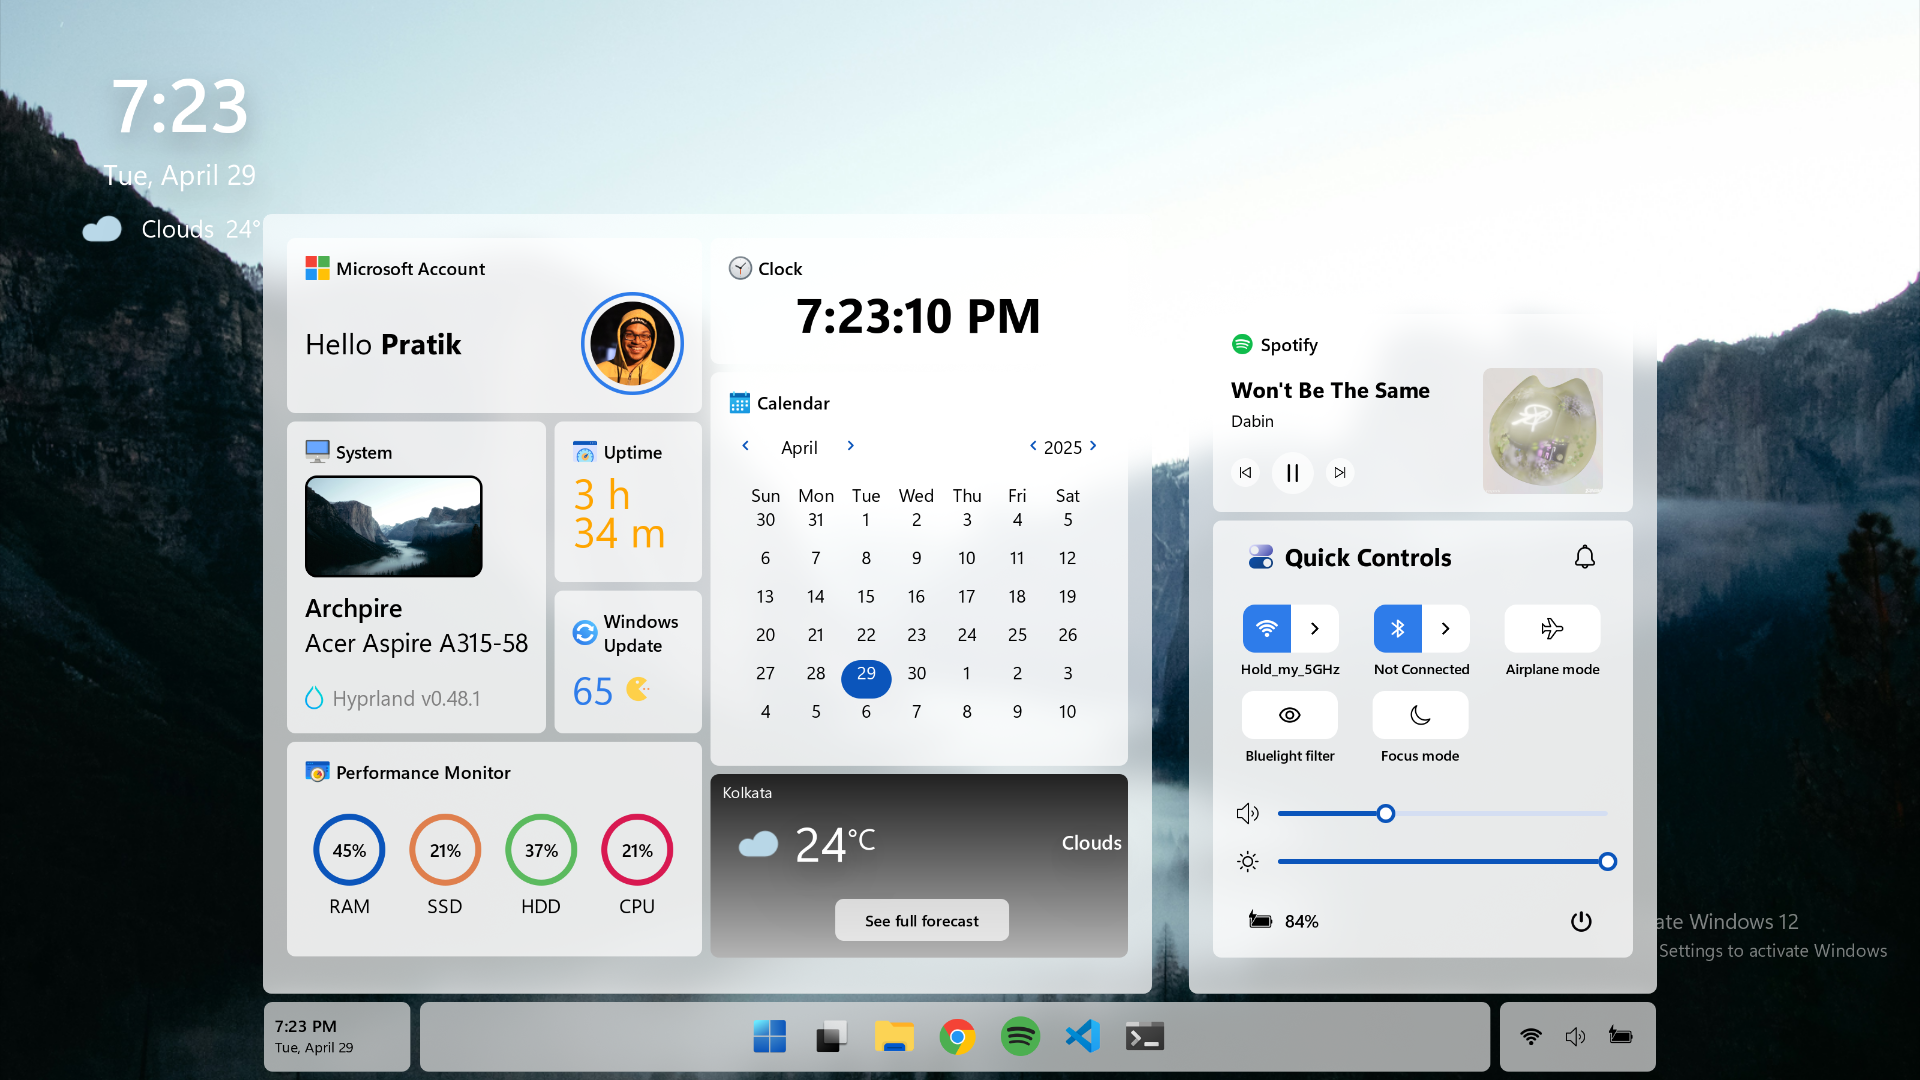 7:23
Tue, April 29
Clouds 24°
Microsoft Account
Hello Pratik
System
Archpire
Acer Aspire A315-58
Hyprland v0.48.1
Uptime
3 h
34 m
Windows
Update
65
Performance Monitor
45% 21% 37% 21%
RAM SSD HDD CPU
Clock
7:23:10 PM
Calendar
April 2025
Sun Mon Tue Wed Thu Fri Sat
30 31 1 2 3 4 5
6 7 8 9 10 11 12
13 14 15 16 17 18 19
20 21 22 23 24 25 26
27 28 29 30 1 2 3
4 5 6 7 8 9 10
Kolkata
24°C Clouds
See full forecast
Spotify
Won't Be The Same
Dabin
Quick Controls
Hold_my_5GHz Not Connected Airplane mode
Bluelight filter Focus mode
84%
ate Windows 12
Settings to activate Windows
7:23 PM
Tue, April 29